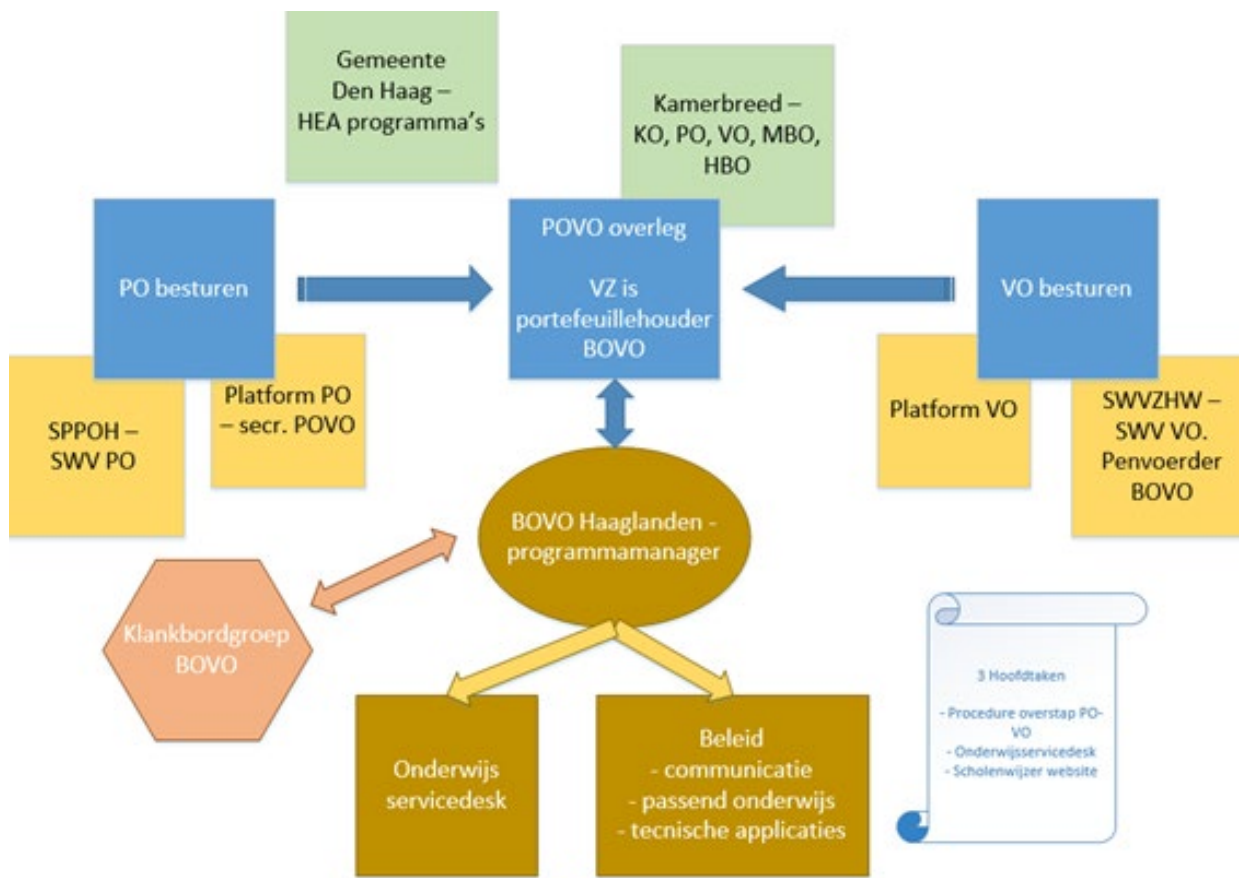 Gemeente
Den Haag –
HEA programma's
Kamerbreed –
KO, PO, VO, MBO,
HBO
PO besturen
POVO overleg
VZ is
portefeuillehouder
BOVO
VO besturen
SPPOH –
SWV PO
Platform PO
– secr. POVO
Platform VO
SWVZHW –
SWV VO.
Penvoerder
BOVO
BOVO Haaglanden -
programmamanager
Klankbordgroep
BOVO
Onderwijs
servicedesk
Beleid
- communicatie
- passend onderwijs
- tecnische applicaties
3 Hoofdtaken
- Procedure overstap PO-
VO
- Onderwijsservicedesk
- Scholenwijzer website